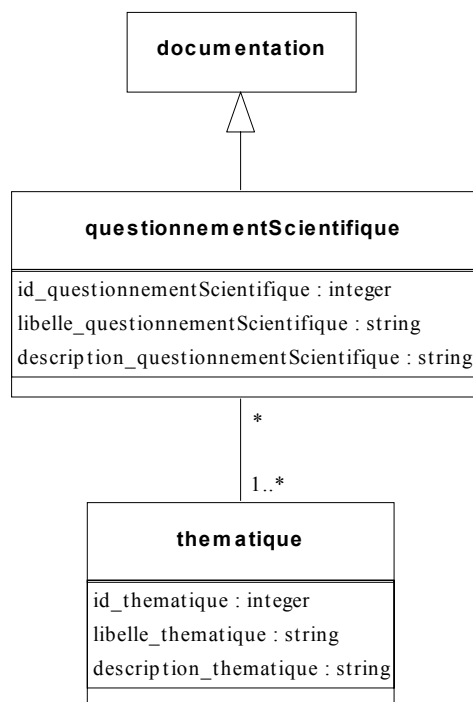 documentation
questionnementScientifique
id_questionnementScientifique : integer
libelle_questionnementScientifique : string
description_questionnementScientifique : string
*
1..*
thematique
id_thematique : integer
libelle_thematique : string
description_thematique : string